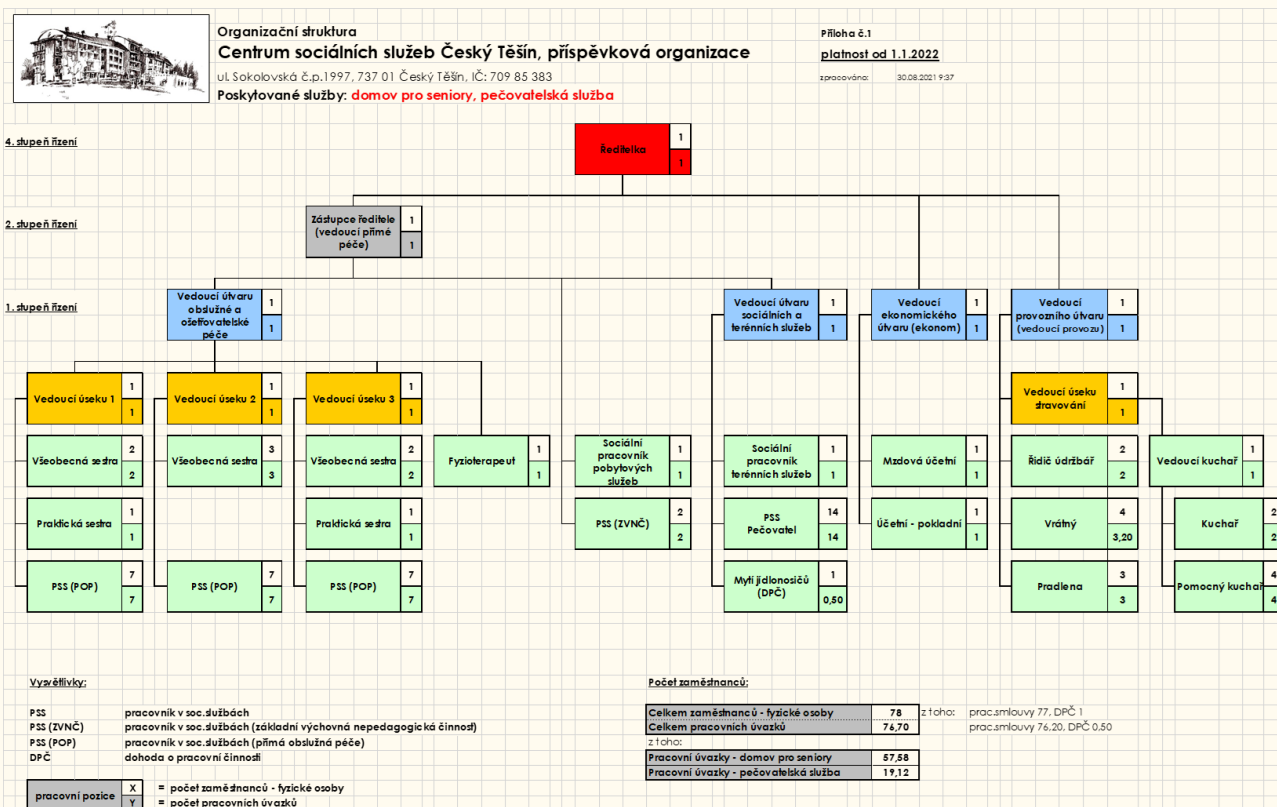 Organizační struktura
Centrum sociálních služeb Český Těšín, příspěvková organizace
ul. Sokolovská č.p.1997, 737 01 Český Těšín, IČ: 709 85 383
Poskytované služby: domov pro seniory, pečovatelská služba
Příloha č.1
platnost od 1.1.2022
zpracováno: 30.08.2021 9:37
4. stupeň řízení
Ředitelka
1
1
2. stupeň řízení
Zástupce ředitele
(vedoucí přímé
péče)
1
1
1. stupeň řízení
Vedoucí útvaru
obslužné a
ošetřovatelské
péče
1
1
Vedoucí útvaru
sociálních a
terénních služeb
1
1
Vedoucí
ekonomického
útvaru (ekonom)
1
1
Vedoucí
provozního útvaru
(vedoucí provozu)
1
1
Vedoucí úseku 1
1
1
Vedoucí úseku 2
1
1
Vedoucí úseku 3
1
1
Vedoucí úseku
stravování
1
1
Všeobecná sestra
2
2
Všeobecná sestra
3
3
Všeobecná sestra
2
2
Fyzioterapeut
1
1
Sociální
pracovník
pobytových
služeb
1
1
Sociální
pracovník
terénních služeb
1
1
Mzdová účetní
1
1
Řidič údržbář
2
2
Vedoucí kuchař
1
1
Praktická sestra
1
1
Praktická sestra
1
1
PSS (ZVNČ)
2
2
PSS
Pečovatel
14
14
Účetní - pokladní
1
1
Vrátný
4
3,20
Kuchař
2
2
PSS (POP)
7
7
PSS (POP)
7
7
PSS (POP)
7
7
Mytí jídlonosičů
(DPČ)
1
0,50
Pradlena
3
3
Pomocný kuchař
4
4
Vysvětlivky:
PSS pracovník v soc.službách
PSS (ZVNČ) pracovník v soc.službách (základní výchovná nepedagogická činnost)
PSS (POP) pracovník v soc.službách (přímá obslužná péče)
DPČ dohoda o pracovní činnosti
pracovní pozice
X = počet zaměstnanců - fyzické osoby
Y = počet pracovních úvazků
Počet zaměstnanců:
Celkem zaměstnanců - fyzické osoby 78 z toho: prac.smlouvy 77, DPČ 1
Celkem pracovních úvazků 76,70 prac.smlouvy 76,20, DPČ 0,50
z toho:
Pracovní úvazky - domov pro seniory 57,58
Pracovní úvazky - pečovatelská služba 19,12